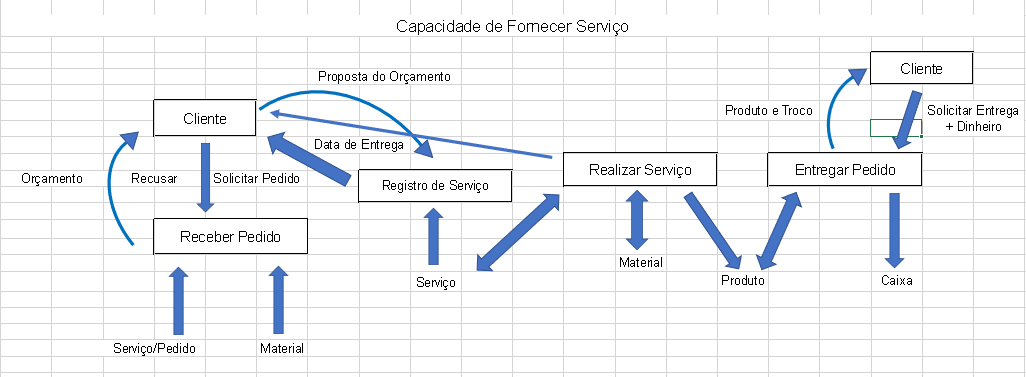 Capacidade de Fornecer Serviço
Cliente
Proposta do Orçamento
Produto e Troco
Solicitar Entrega
+ Dinheiro
Cliente
Data de Entrega
Orçamento
Recusar
Solicitar Pedido
Registro de Serviço
Realizar Serviço
Entregar Pedido
Receber Pedido
Material
Serviço
Produto
Caixa
Serviço/Pedido
Material